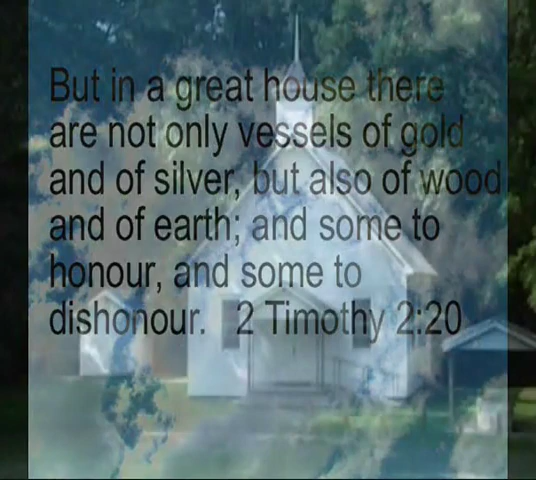 But in a great house there
are not only vessels of gold
and of silver, but also of wood
and of earth; and some to
honour, and some to
dishonour.   2 Timothy 2:20